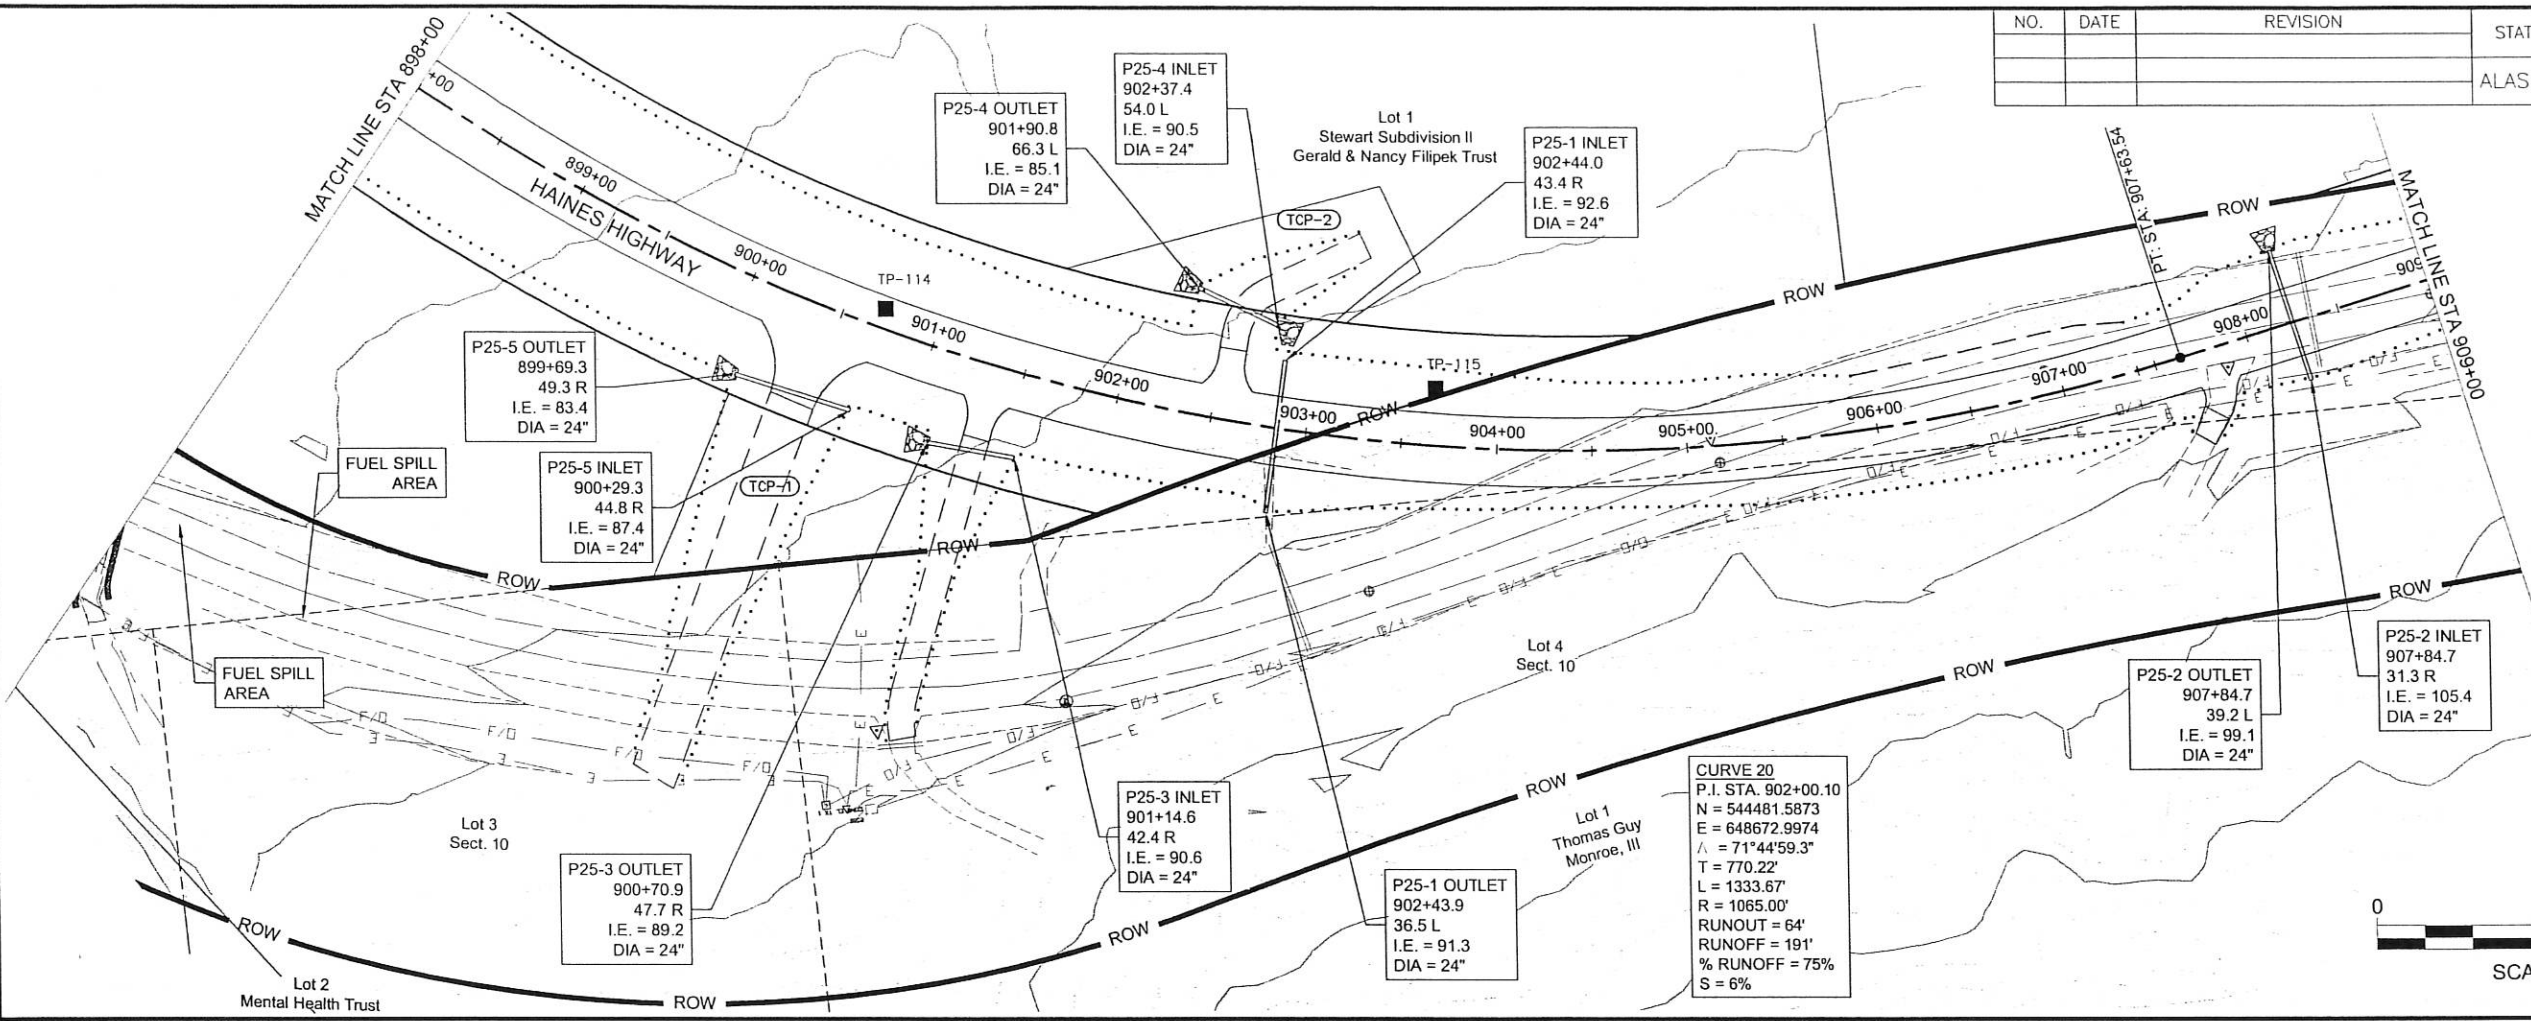 NO.
DATE
REVISION
STAT
ALAS
MATCH LINE STA 898+00
+00
899+00
HAINES HIGHWAY
900+00
TP-114
901+00
902+00
903+00
904+00
905+00
906+00
907+00
908+00
909
TP-115
PT: STA: 907+63.54
MATCH LINE STA 909+00
P25-4 OUTLET
901+90.8
66.3 L
I.E. = 85.1
DIA = 24"
P25-4 INLET
902+37.4
54.0 L
I.E. = 90.5
DIA = 24"
Lot 1
Stewart Subdivision II
Gerald & Nancy Filipek Trust
TCP-2
P25-1 INLET
902+44.0
43.4 R
I.E. = 92.6
DIA = 24"
P25-5 OUTLET
899+69.3
49.3 R
I.E. = 83.4
DIA = 24"
P25-5 INLET
900+29.3
44.8 R
I.E. = 87.4
DIA = 24"
TCP-1
FUEL SPILL
AREA
FUEL SPILL
AREA
ROW
ROW
ROW
ROW
ROW
ROW
ROW
ROW
ROW
ROW
ROW
F/O
F/O
F/O
F/O
F/O
F/O
F/O
F/O
F/O
F/O
F/O
E
E
E
E
E
E
E
E
Lot 4
Sect. 10
Lot 3
Sect. 10
P25-3 OUTLET
900+70.9
47.7 R
I.E. = 89.2
DIA = 24"
P25-3 INLET
901+14.6
42.4 R
I.E. = 90.6
DIA = 24"
P25-1 OUTLET
902+43.9
36.5 L
I.E. = 91.3
DIA = 24"
Lot 1
Thomas Guy
Monroe, III
CURVE 20
P.I. STA. 902+00.10
N = 544481.5873
E = 648672.9974
Δ = 71°44'59.3"
T = 770.22'
L = 1333.67'
R = 1065.00'
RUNOUT = 64'
RUNOFF = 191'
% RUNOFF = 75%
S = 6%
P25-2 OUTLET
907+84.7
39.2 L
I.E. = 99.1
DIA = 24"
P25-2 INLET
907+84.7
31.3 R
I.E. = 105.4
DIA = 24"
Lot 2
Mental Health Trust
0
SCA